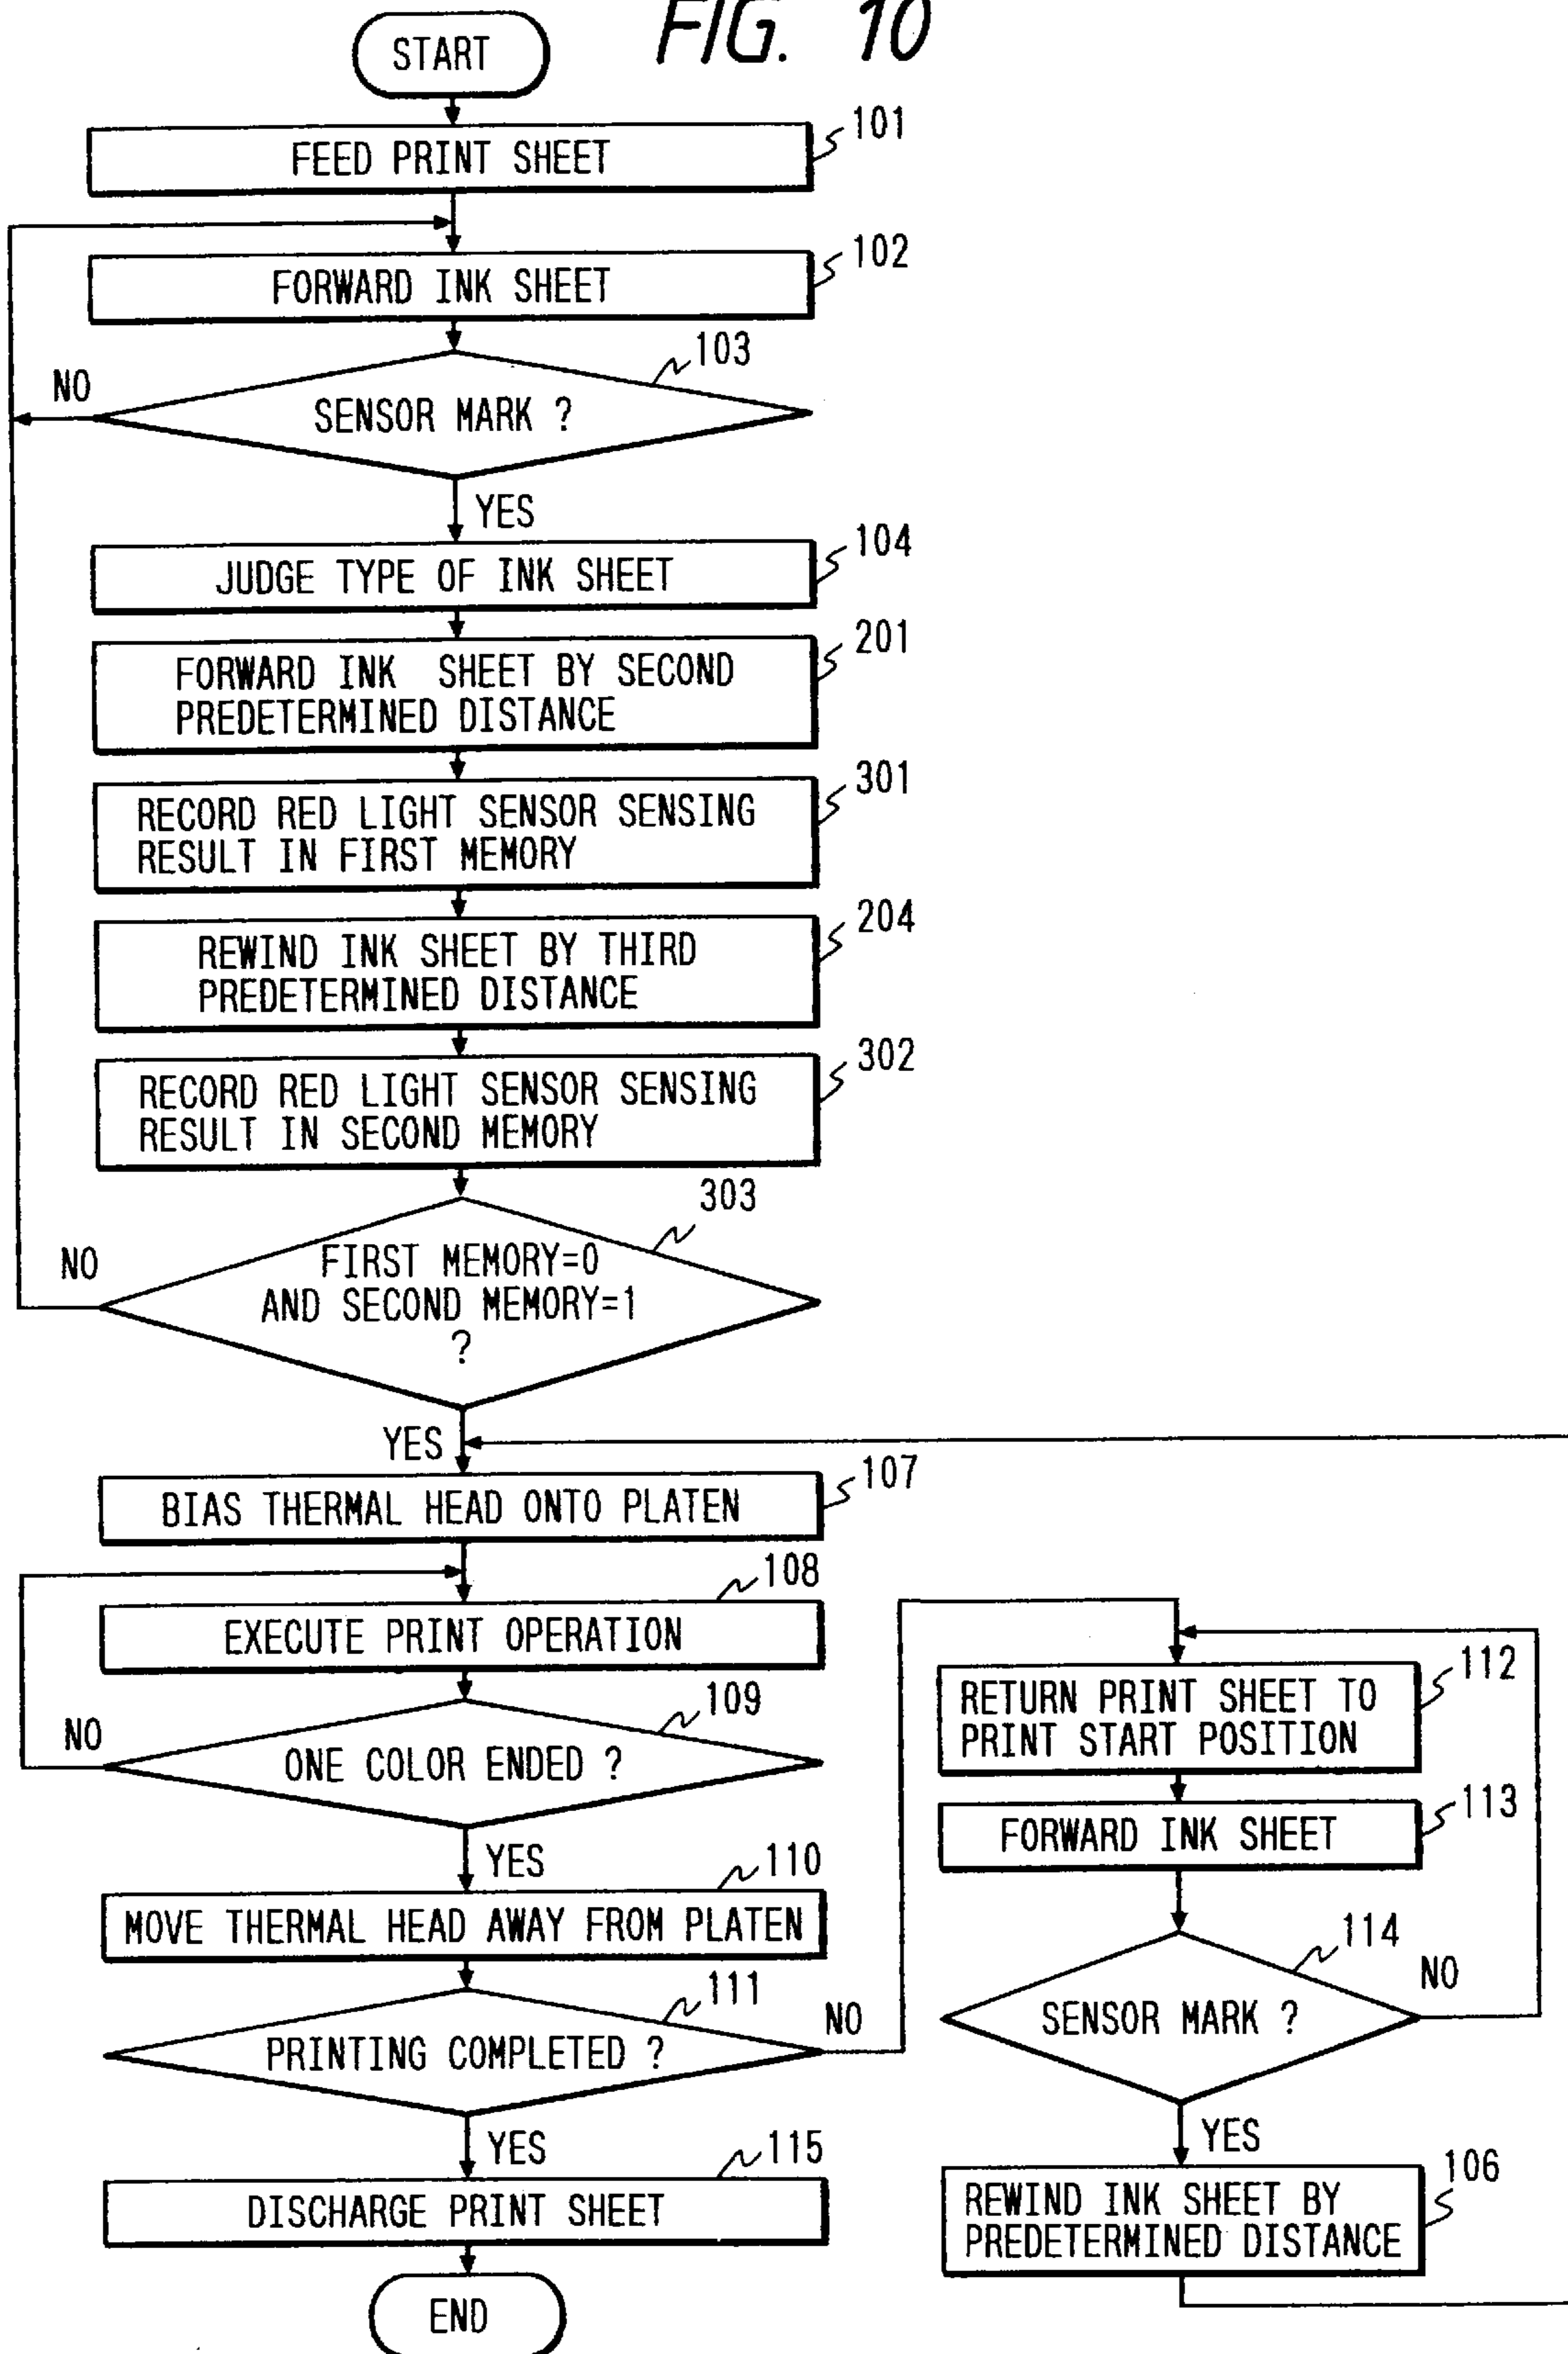 FIG. 10
START
FEED PRINT SHEET
101
FORWARD INK SHEET
102
SENSOR MARK ?
103
NO
YES
JUDGE TYPE OF INK SHEET
104
FORWARD INK SHEET BY SECOND
PREDETERMINED DISTANCE
201
RECORD RED LIGHT SENSOR SENSING
RESULT IN FIRST MEMORY
301
REWIND INK SHEET BY THIRD
PREDETERMINED DISTANCE
204
RECORD RED LIGHT SENSOR SENSING
RESULT IN SECOND MEMORY
302
303
NO
FIRST MEMORY=0
AND SECOND MEMORY=1
?
YES
BIAS THERMAL HEAD ONTO PLATEN
107
108
EXECUTE PRINT OPERATION
109
NO
ONE COLOR ENDED ?
YES
110
MOVE THERMAL HEAD AWAY FROM PLATEN
111
PRINTING COMPLETED ?
NO
YES
115
DISCHARGE PRINT SHEET
END
RETURN PRINT SHEET TO
PRINT START POSITION
112
FORWARD INK SHEET
113
114
SENSOR MARK ?
NO
YES
REWIND INK SHEET BY
PREDETERMINED DISTANCE
106